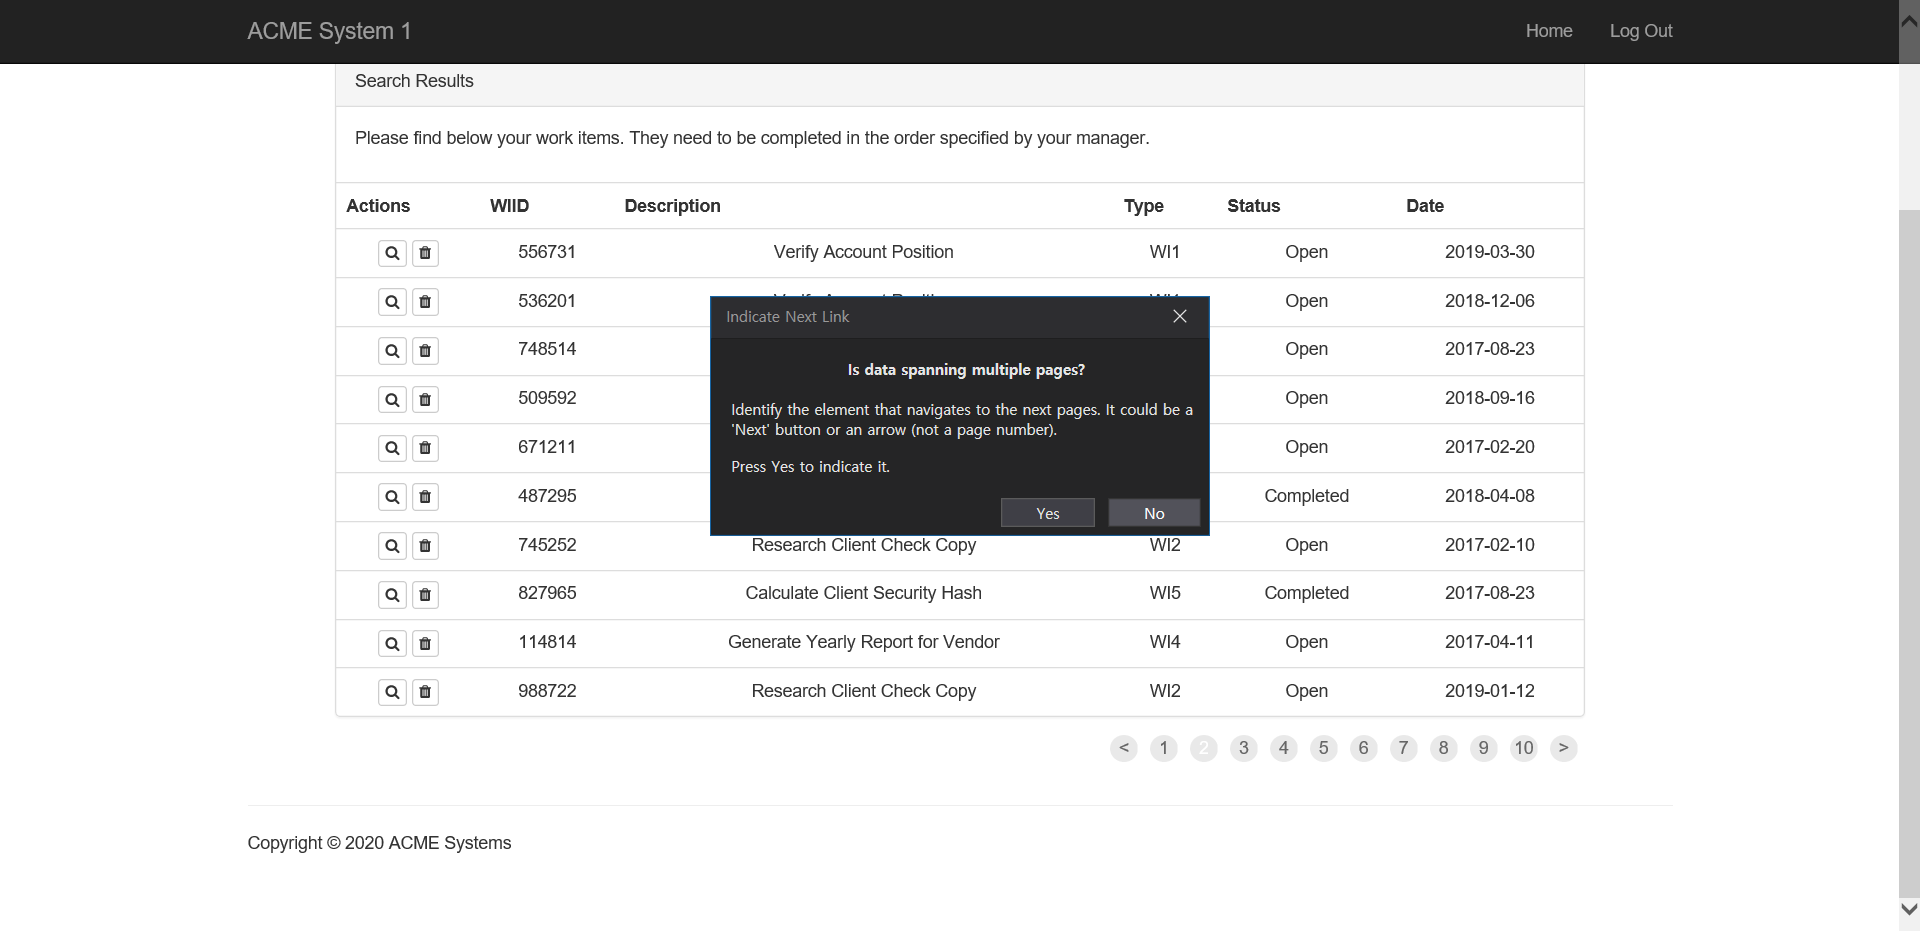 ACME System 1 Home Log Out
Search Results
Please find below your work items. They need to be completed in the order specified by your manager.
Actions WIID Description Type Status Date
556731 Verify Account Position WI1 Open 2019-03-30
536201 Open 2018-12-06
748514 Open 2017-08-23
509592 Open 2018-09-16
671211 Open 2017-02-20
487295 Completed 2018-04-08
Indicate Next Link
Is data spanning multiple pages?
Identify the element that navigates to the next pages. It could be a
'Next' button or an arrow (not a page number).
Press Yes to indicate it.
Yes No
745252 Research Client Check Copy WI2 Open 2017-02-10
827965 Calculate Client Security Hash WI5 Completed 2017-08-23
114814 Generate Yearly Report for Vendor WI4 Open 2017-04-11
988722 Research Client Check Copy WI2 Open 2019-01-12
< 1 2 3 4 5 6 7 8 9 10 >
Copyright © 2020 ACME Systems